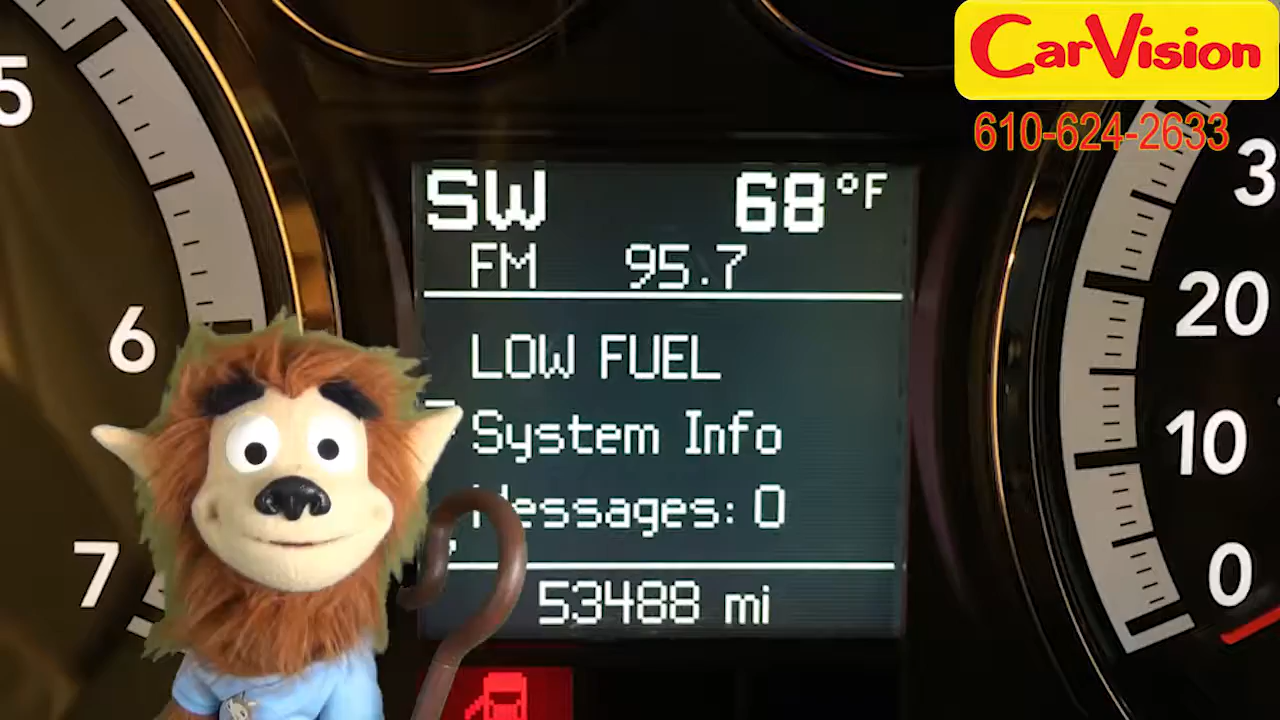 CarVision
610-624-2633
SW 68°F
FM 95.7
LOW FUEL
System Info
Messages: 0
53488 mi
5
6
7
3
20
10
0